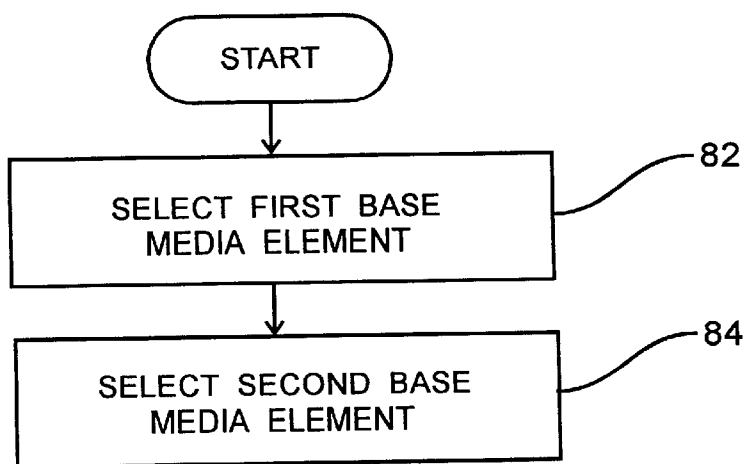 START
82
SELECT FIRST BASE
MEDIA ELEMENT
84
SELECT SECOND BASE
MEDIA ELEMENT